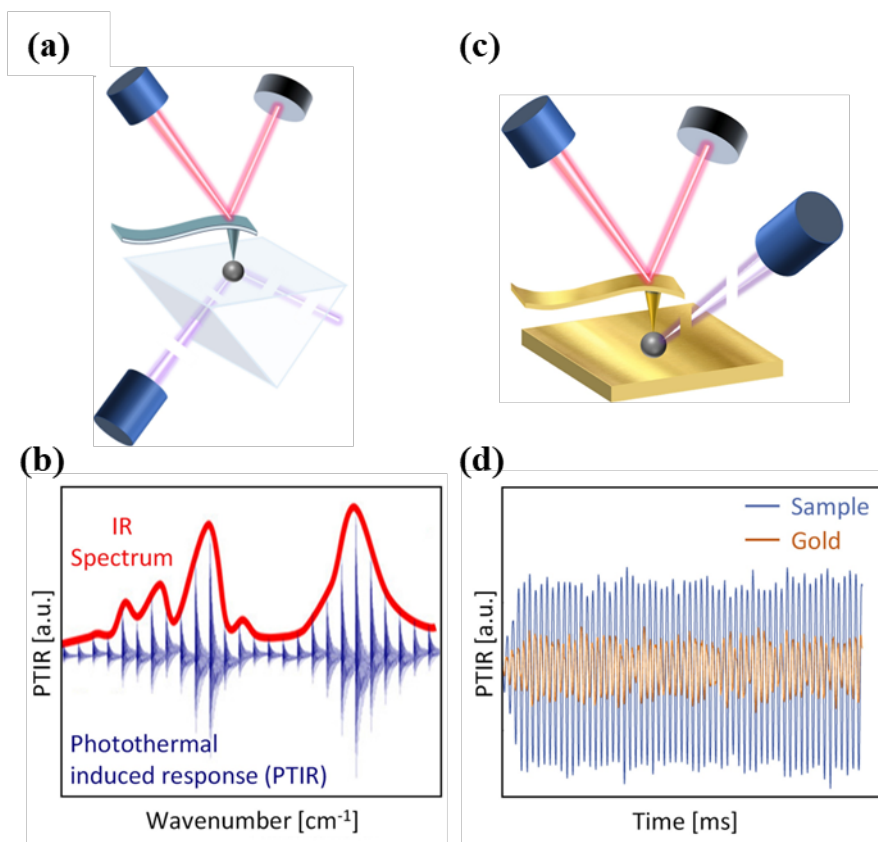 (a)
(c)
(b)
IR
Spectrum
PTIR [a.u.]
Photothermal
induced response (PTIR)
Wavenumber [cm⁻¹]
(d)
Sample
Gold
PTIR [a.u.]
Time [ms]